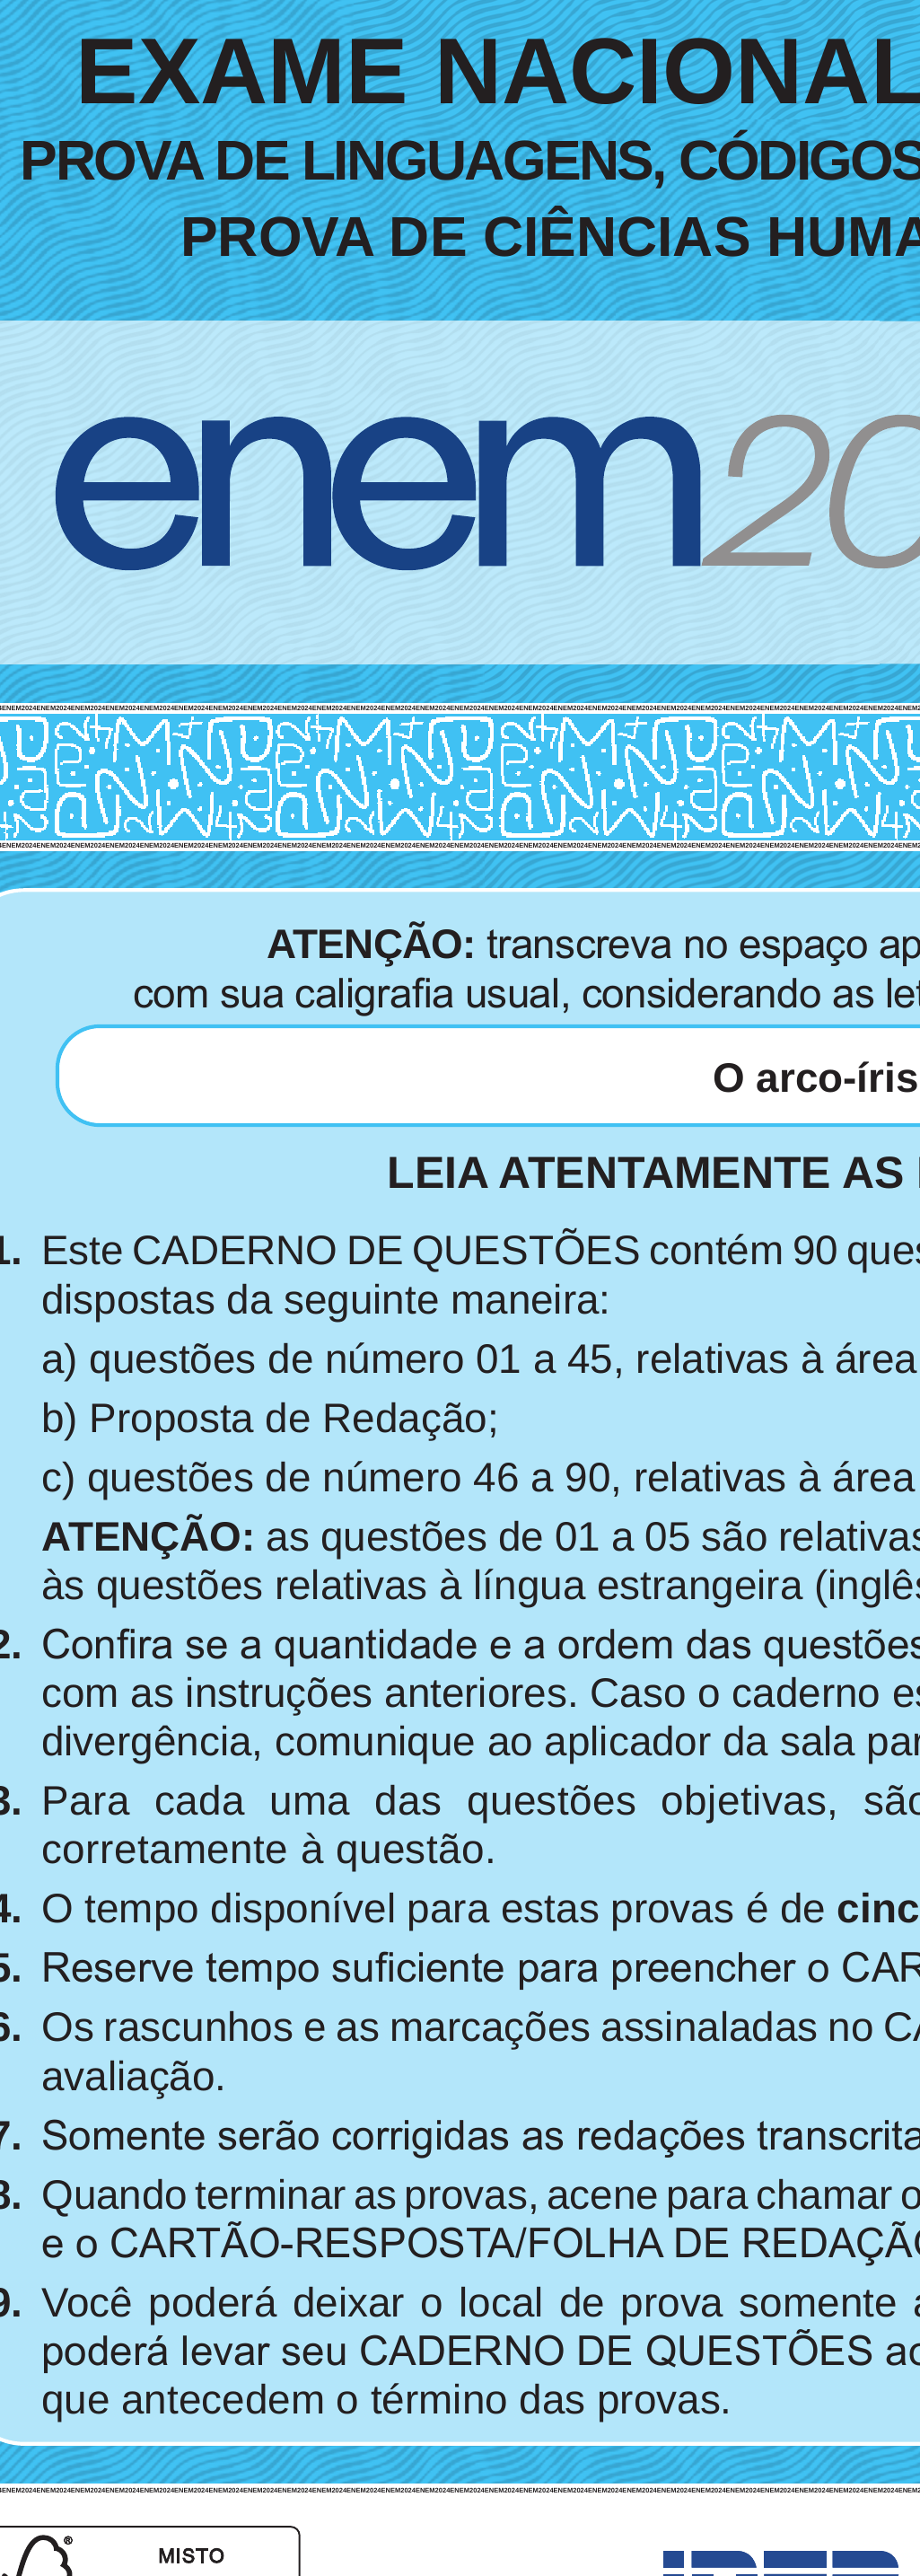 EXAME NACIONAL
PROVA DE LINGUAGENS, CÓDIGOS
PROVA DE CIÊNCIAS HUMA
enem20
ENEM2024ENEM2024ENEM2024ENEM2024ENEM2024ENEM2024ENEM2024ENEM2024ENEM2024ENEM2024
ENEM2024ENEM2024ENEM2024ENEM2024ENEM2024ENEM2024ENEM2024ENEM2024ENEM2024ENEM2024
ATENÇÃO: transcreva no espaço ap
com sua caligrafia usual, considerando as let
O arco-íris
LEIA ATENTAMENTE AS
1. Este CADERNO DE QUESTÕES contém 90 ques
dispostas da seguinte maneira:
a) questões de número 01 a 45, relativas à área
b) Proposta de Redação;
c) questões de número 46 a 90, relativas à área
ATENÇÃO: as questões de 01 a 05 são relativas
às questões relativas à língua estrangeira (inglês
2. Confira se a quantidade e a ordem das questões
com as instruções anteriores. Caso o caderno es
divergência, comunique ao aplicador da sala par
3. Para cada uma das questões objetivas, são
corretamente à questão.
4. O tempo disponível para estas provas é de cinc
5. Reserve tempo suficiente para preencher o CAR
6. Os rascunhos e as marcações assinaladas no CA
avaliação.
7. Somente serão corrigidas as redações transcrita
8. Quando terminar as provas, acene para chamar o
e o CARTÃO-RESPOSTA/FOLHA DE REDAÇÃO
9. Você poderá deixar o local de prova somente a
poderá levar seu CADERNO DE QUESTÕES ao
que antecedem o término das provas.
ENEM2024ENEM2024ENEM2024ENEM2024ENEM2024ENEM2024ENEM2024ENEM2024ENEM2024ENEM2024
MISTO